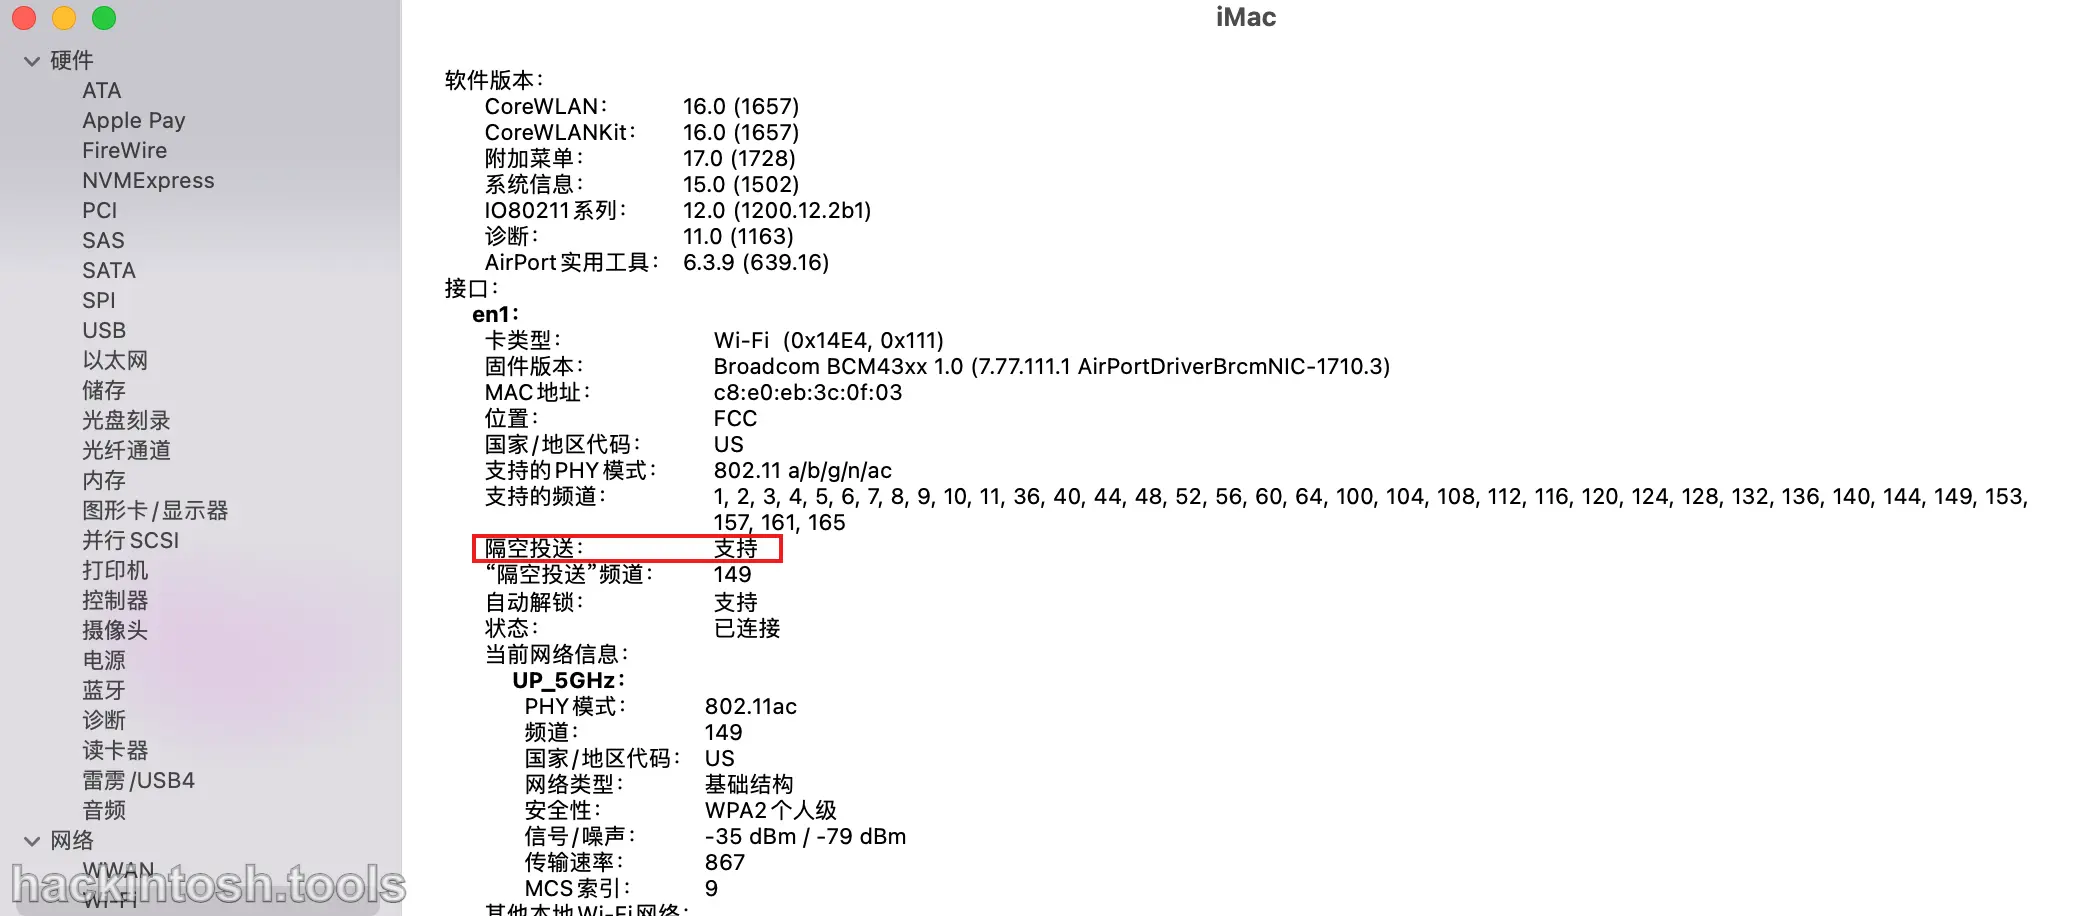 iMac
硬件
ATA
Apple Pay
FireWire
NVMExpress
PCI
SAS
SATA
SPI
USB
以太网
储存
光盘刻录
光纤通道
内存
图形卡/显示器
并行SCSI
打印机
控制器
摄像头
电源
蓝牙
诊断
读卡器
雷雳/USB4
音频
网络
WWAN
Wi-Fi
hackintosh.tools
软件版本：
CoreWLAN： 16.0 (1657)
CoreWLANKit： 16.0 (1657)
附加菜单： 17.0 (1728)
系统信息： 15.0 (1502)
IO80211系列： 12.0 (1200.12.2b1)
诊断： 11.0 (1163)
AirPort实用工具： 6.3.9 (639.16)
接口：
en1：
卡类型： Wi-Fi (0x14E4, 0x111)
固件版本： Broadcom BCM43xx 1.0 (7.77.111.1 AirPortDriverBrcmNIC-1710.3)
MAC地址： c8:e0:eb:3c:0f:03
位置： FCC
国家/地区代码： US
支持的PHY模式： 802.11 a/b/g/n/ac
支持的频道： 1, 2, 3, 4, 5, 6, 7, 8, 9, 10, 11, 36, 40, 44, 48, 52, 56, 60, 64, 100, 104, 108, 112, 116, 120, 124, 128, 132, 136, 140, 144, 149, 153,
157, 161, 165
隔空投送： 支持
“隔空投送”频道： 149
自动解锁： 支持
状态： 已连接
当前网络信息：
UP_5GHz：
PHY模式： 802.11ac
频道： 149
国家/地区代码： US
网络类型： 基础结构
安全性： WPA2个人级
信号/噪声： -35 dBm / -79 dBm
传输速率： 867
MCS索引： 9
其他本地Wi-Fi网络：